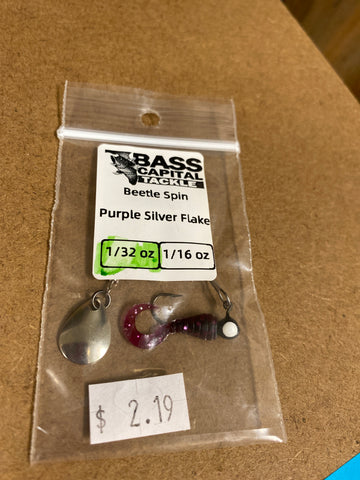 BASS
CAPITAL
TACKLE
Beetle Spin
Purple Silver Flake
1/32 oz 1/16 oz
$ 2.19